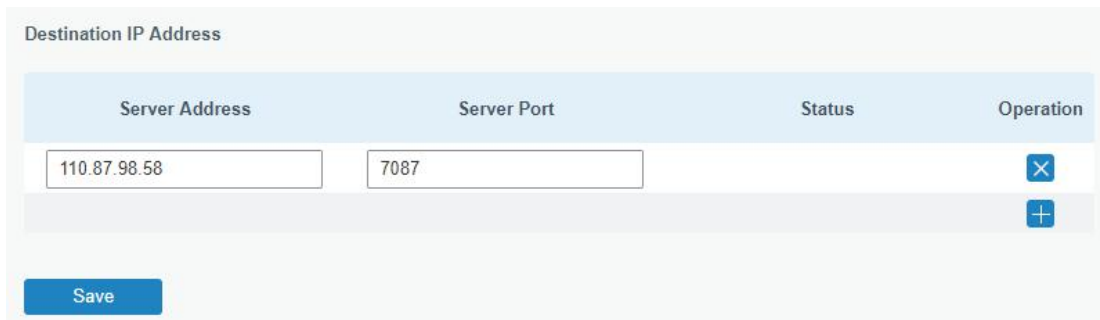 Destination IP Address
Server Address Server Port Status Operation
110.87.98.58 7087
Save